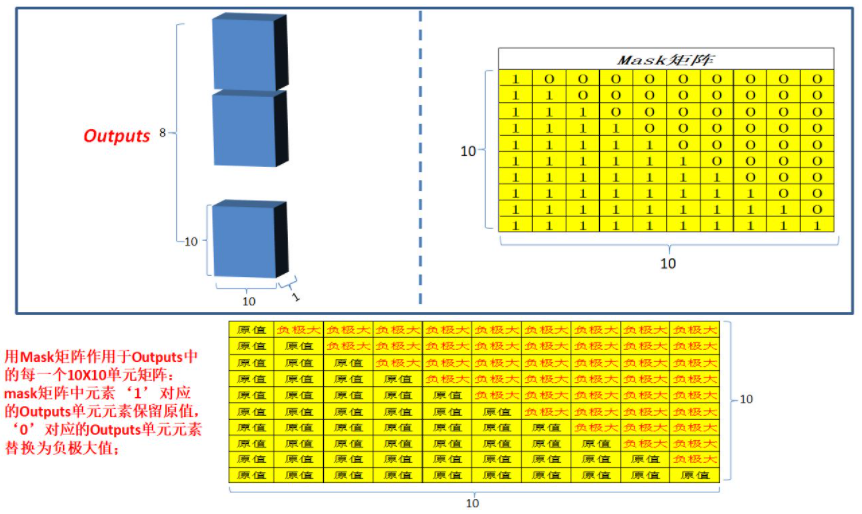 Outputs
8
10
10
1
Mask矩阵
1 0 0 0 0 0 0 0 0 0
1 1 0 0 0 0 0 0 0 0
1 1 1 0 0 0 0 0 0 0
1 1 1 1 0 0 0 0 0 0
1 1 1 1 1 0 0 0 0 0
1 1 1 1 1 1 0 0 0 0
1 1 1 1 1 1 1 0 0 0
1 1 1 1 1 1 1 1 0 0
1 1 1 1 1 1 1 1 1 0
1 1 1 1 1 1 1 1 1 1
10
10
用Mask矩阵作用于Outputs中
的每一个10X10单元矩阵：
mask矩阵中元素‘1’对应
的Outputs单元元素保留原值，
‘0’对应的Outputs单元元素
替换为负极大值；
原值 负极大 负极大 负极大 负极大 负极大 负极大 负极大 负极大 负极大
原值 原值 负极大 负极大 负极大 负极大 负极大 负极大 负极大 负极大
原值 原值 原值 负极大 负极大 负极大 负极大 负极大 负极大 负极大
原值 原值 原值 原值 负极大 负极大 负极大 负极大 负极大 负极大
原值 原值 原值 原值 原值 负极大 负极大 负极大 负极大 负极大
原值 原值 原值 原值 原值 原值 负极大 负极大 负极大 负极大
原值 原值 原值 原值 原值 原值 原值 负极大 负极大 负极大
原值 原值 原值 原值 原值 原值 原值 原值 负极大 负极大
原值 原值 原值 原值 原值 原值 原值 原值 原值 负极大
原值 原值 原值 原值 原值 原值 原值 原值 原值 原值
10
10